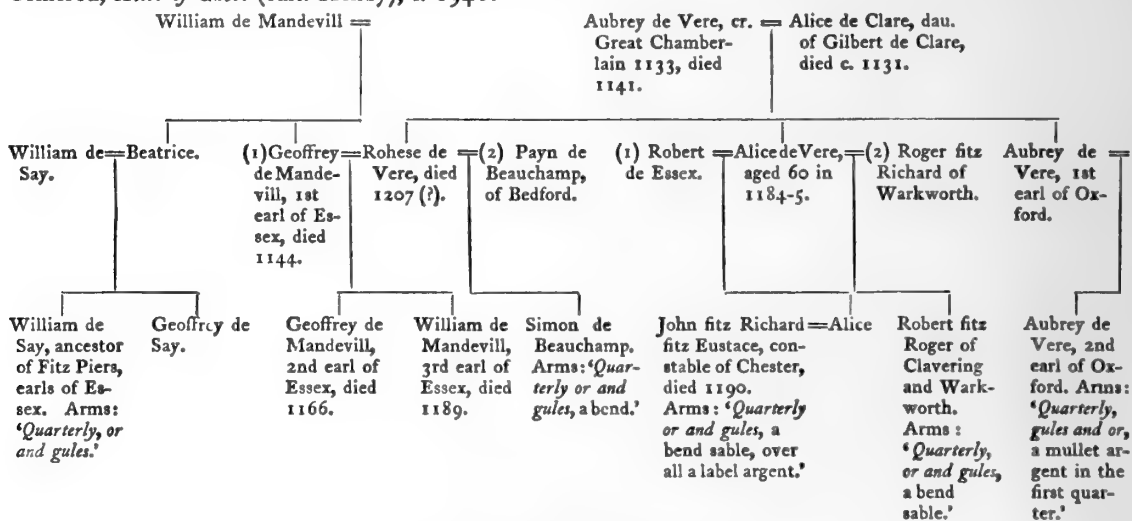 William de Mandevill =
Aubrey de Vere, cr. =
Great Chamber-
lain 1133, died
1141.
Alice de Clare, dau.
of Gilbert de Clare,
died c. 1131.
William de
Say.
=Beatrice.
(1)Geoffrey
de Mande-
vill, 1st
earl of Es-
sex, died
1144.
=Rohese de
Vere, died
1207 (?).
=(2) Payn de
Beauchamp,
of Bedford.
(1) Robert
de Essex.
=Alice de Vere,
aged 60 in
1184-5.
=(2) Roger fitz
Richard of
Warkworth.
Aubrey de =
Vere, 1st
earl of Ox-
ford.
William de
Say, ancestor
of Fitz Piers,
earls of Es-
sex. Arms:
'Quarterly, or
and gules.'
Geoffrey de
Say.
Geoffrey de
Mandevill,
2nd earl of
Essex, died
1166.
William de
Mandevill,
3rd earl of
Essex, died
1189.
Simon de
Beauchamp.
Arms: 'Quar-
terly or and
gules, a bend.'
John fitz Richard
fitz Eustace, con-
stable of Chester,
died 1190.
Arms: 'Quarterly
or and gules, a
bend sable, over
all a label argent.'
=Alice
Robert fitz
Roger of
Clavering
and Wark-
worth.
Arms :
'Quarterly,
or and gules,
a bend
sable.'
Aubrey de
Vere, 2nd
earl of Ox-
ford. Arms:
'Quarterly,
gules and or,
a mullet ar-
gent in the
first quar-
ter.'